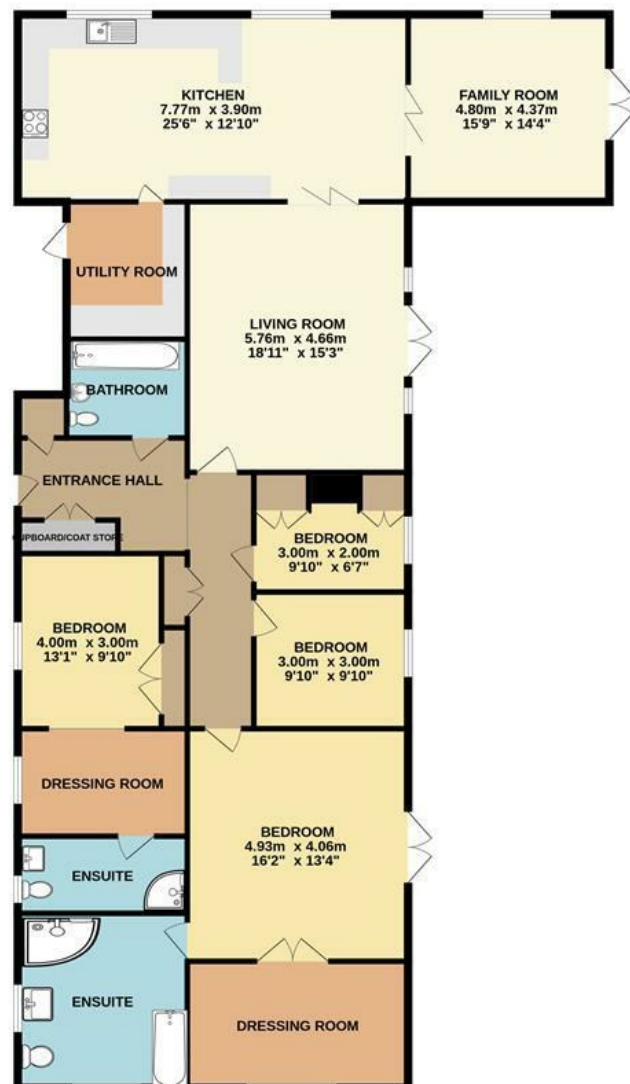 KITCHEN
7.77m x 3.90m
25'6" x 12'10"
FAMILY ROOM
4.80m x 4.37m
15'9" x 14'4"
UTILITY ROOM
LIVING ROOM
5.76m x 4.66m
18'11" x 15'3"
BATHROOM
ENTRANCE HALL
UPBOARD/COAT STORE
BEDROOM
3.00m x 2.00m
9'10" x 6'7"
BEDROOM
4.00m x 3.00m
13'1" x 9'10"
BEDROOM
3.00m x 3.00m
9'10" x 9'10"
DRESSING ROOM
BEDROOM
4.93m x 4.06m
16'2" x 13'4"
ENSUITE
ENSUITE
DRESSING ROOM